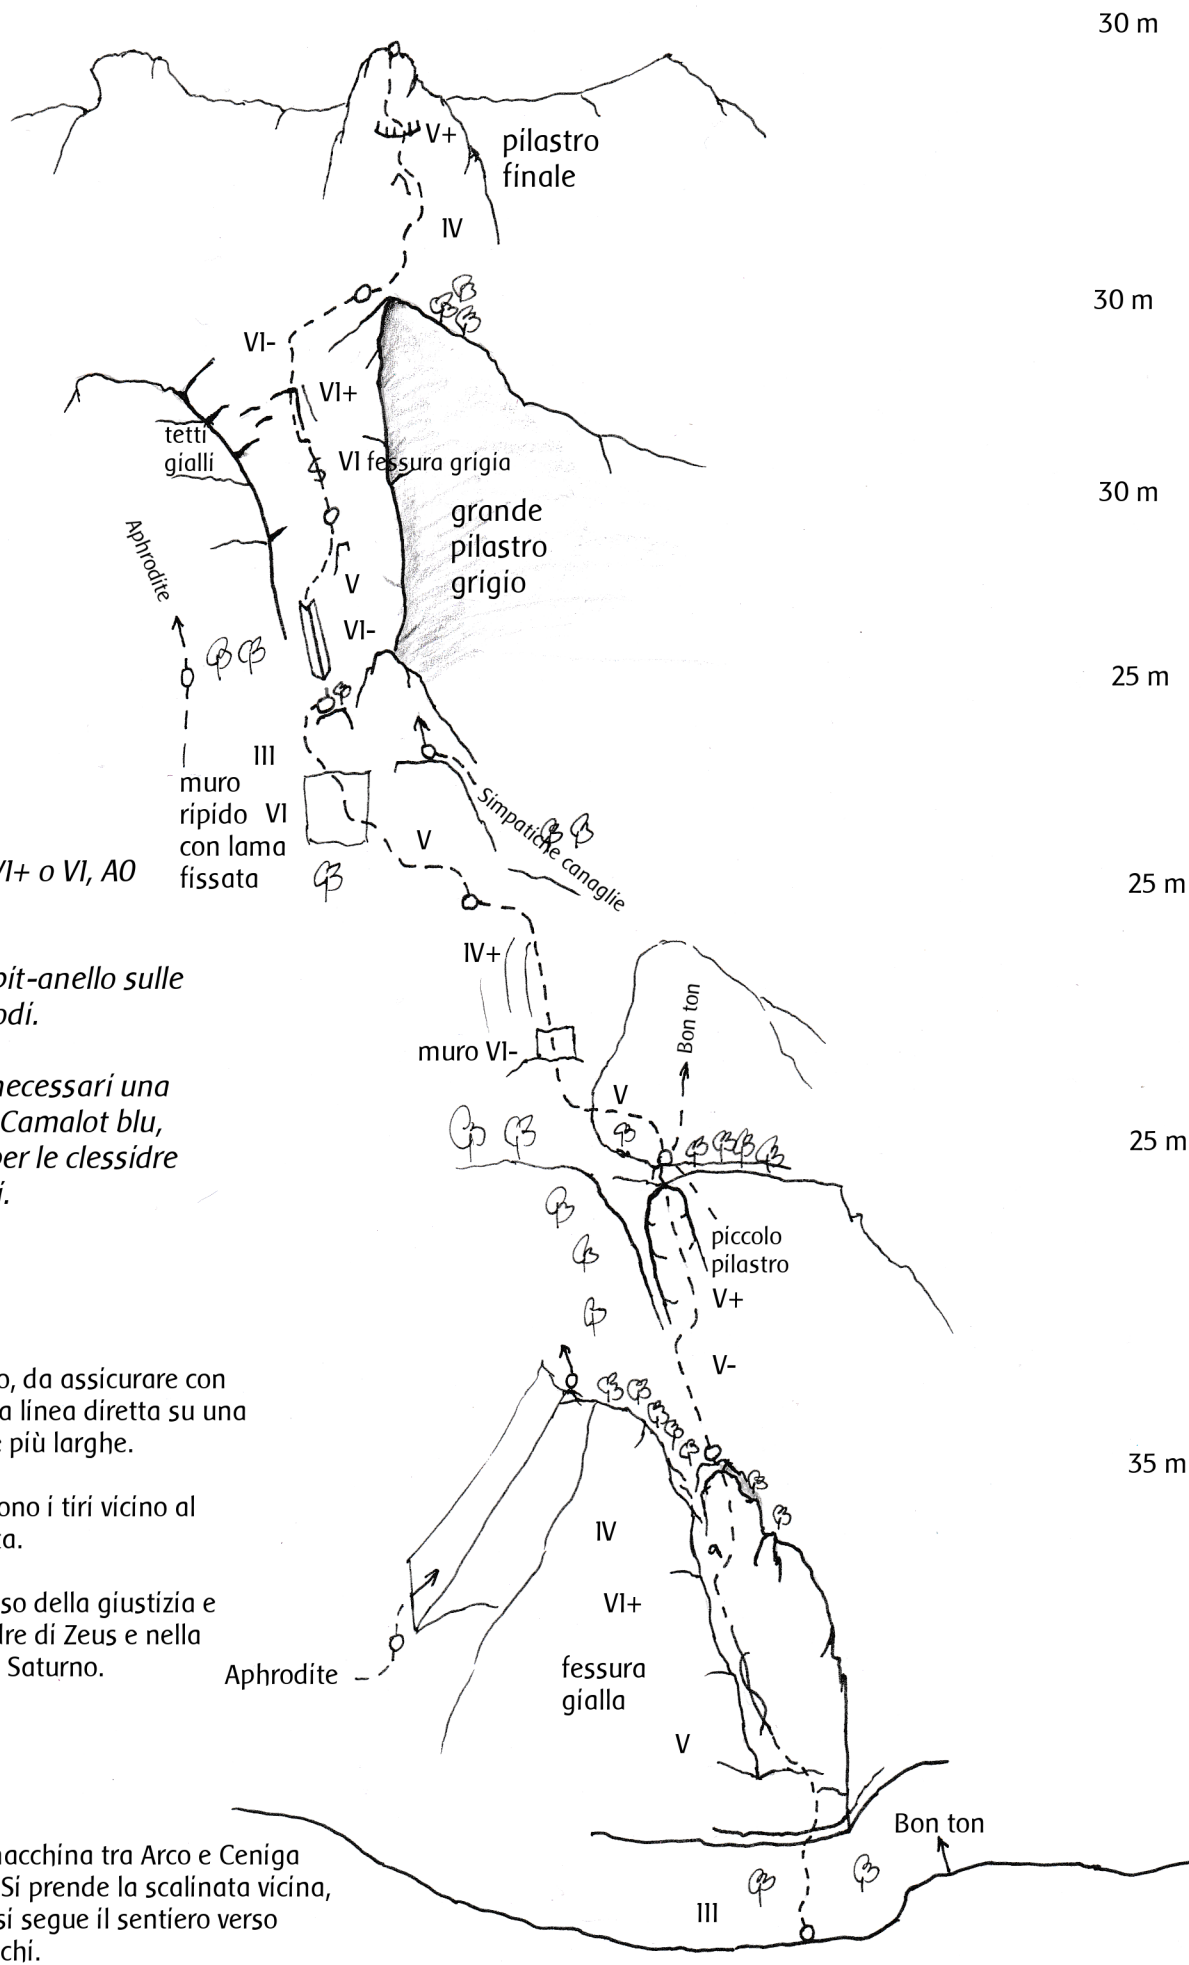 30 m
V+
pilastro
finale
IV
30 m
VI-
VI+
tetti
gialli
VI fessura grigia
30 m
grande
pilastro
grigio
Aphrodite
V
VI-
25 m
III
muro
ripido VI
con lama
fissata
Simpatiche canaglie
V
VI+ o VI, A0
25 m
IV+
bit-anello sulle
odi.
Bon ton
muro VI-
necessari una
Camalot blu,
per le clessidre
i.
V
25 m
piccolo
pilastro
V+
V-
o, da assicurare con
a linea diretta su una
e più larghe.
35 m
ono i tiri vicino al
ta.
IV
VI+
so della giustizia e
dre di Zeus e nella
Saturno.
Aphrodite
fessura
gialla
V
Bon ton
macchina tra Arco e Ceniga
Si prende la scalinata vicina,
si segue il sentiero verso
chi.
III